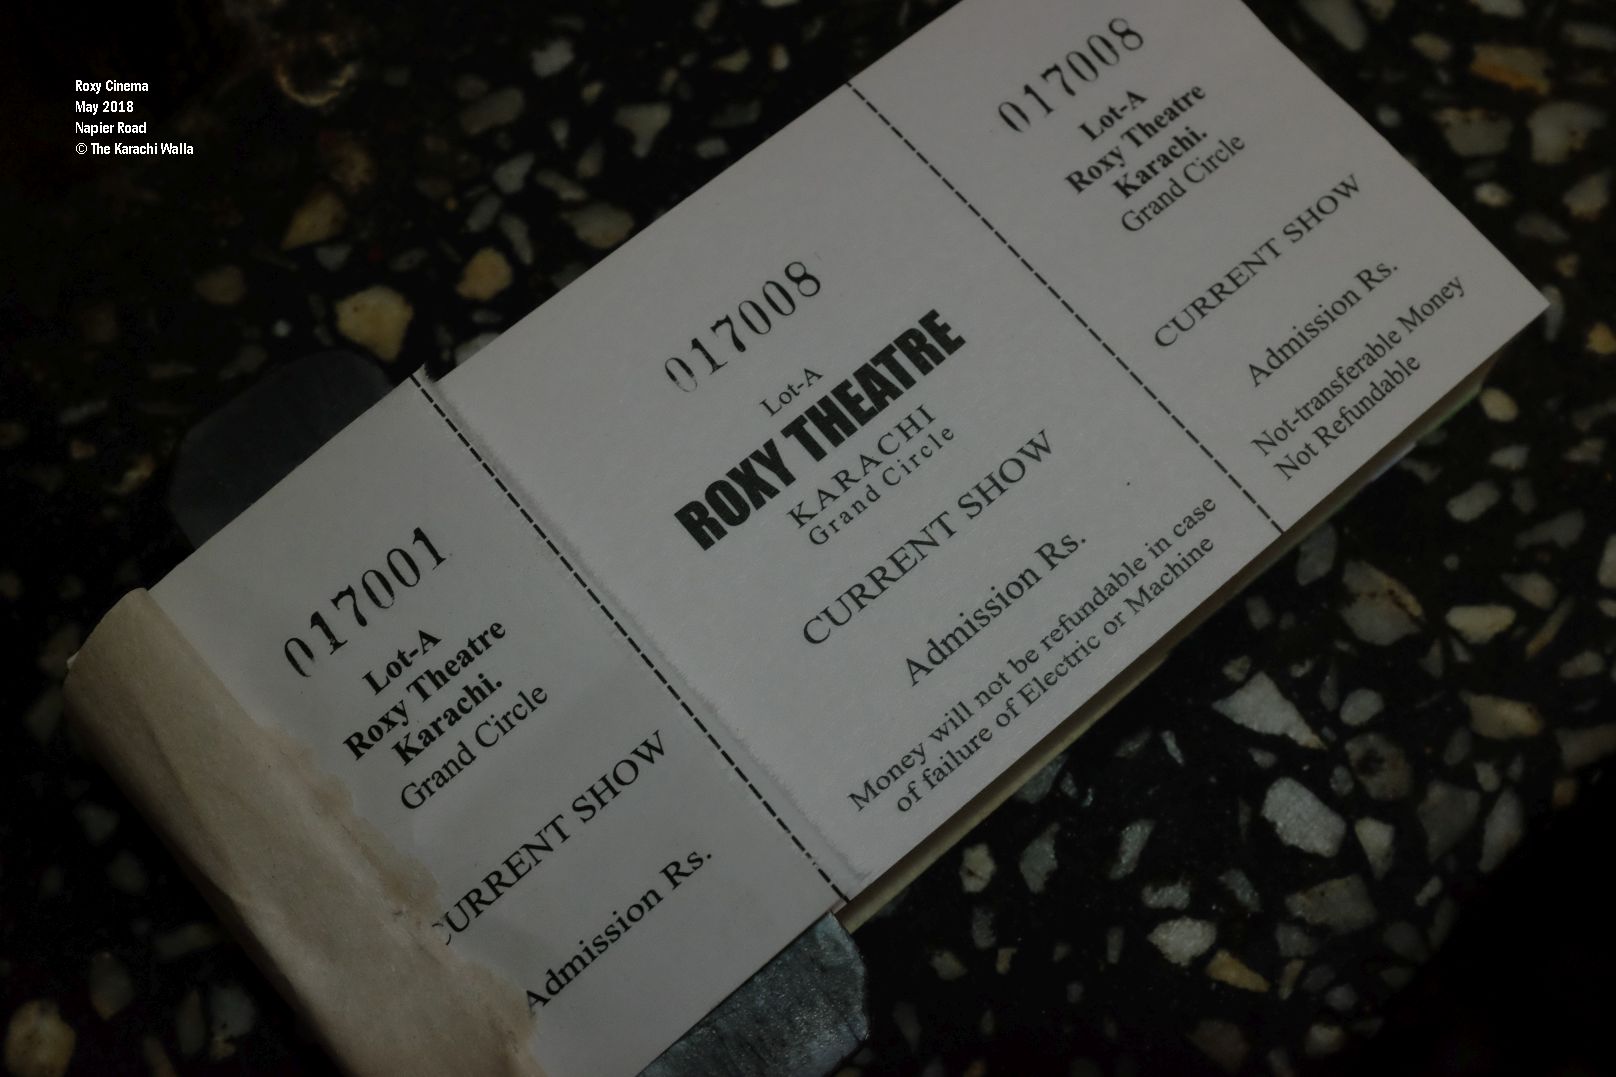 Roxy Cinema
May 2018
Napier Road
© The Karachi Walla
017001
Lot-A
Roxy Theatre
Karachi.
Grand Circle
CURRENT SHOW
Admission Rs.
017008
Lot-A
ROXY THEATRE
KARACHI
Grand Circle
CURRENT SHOW
Admission Rs.
Money will not be refundable in case
of failure of Electric or Machine
017008
Lot-A
Roxy Theatre
Karachi.
Grand Circle
CURRENT SHOW
Admission Rs.
Not-transferable Money
Not Refundable